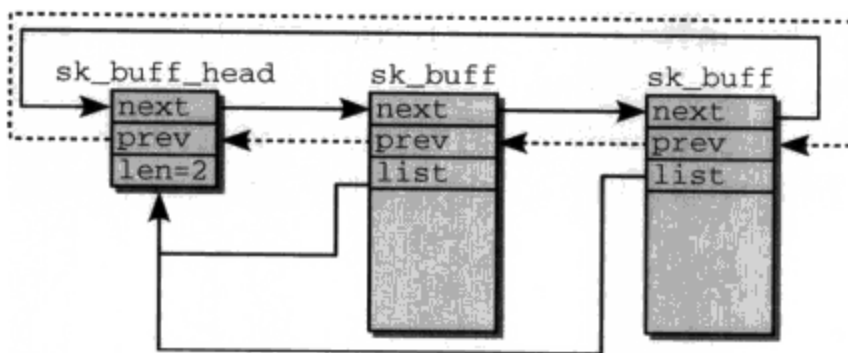 sk_buff_head
next
prev
len=2
sk_buff
next
prev
list
sk_buff
next
prev
list